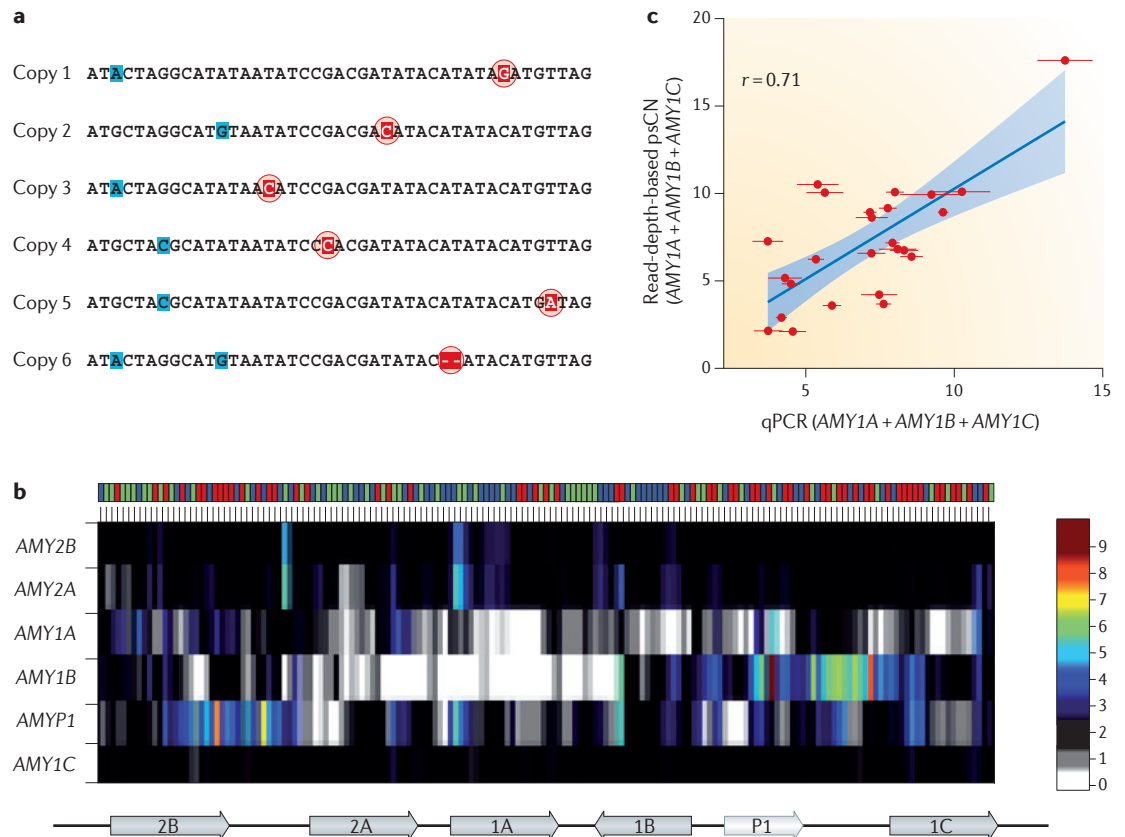 a
Copy 1 ATACTAGGCATATAATATCCGACGATATACATATAGATGTTAG
Copy 2 ATGCTAGGCATGTAATATCCGACGACATACATATACATGTTAG
Copy 3 ATACTAGGCATATAACATCCGACGATATACATATACATGTTAG
Copy 4 ATGCTACGCATATAATATCCCACGATATACATATACATGTTAG
Copy 5 ATGCTACGCATATAATATCCGACGATATACATATACATGATAG
Copy 6 ATACTAGGCATGTAATATCCGACGATATAC--ATACATGTTAG
c
Read-depth-based psCN
(AMY1A + AMY1B + AMY1C)
20
15
10
5
0
r = 0.71
5 10 15
qPCR (AMY1A + AMY1B + AMY1C)
b
AMY2B
AMY2A
AMY1A
AMY1B
AMYP1
AMY1C
9
8
7
6
5
4
3
2
1
0
2B 2A 1A 1B P1 1C